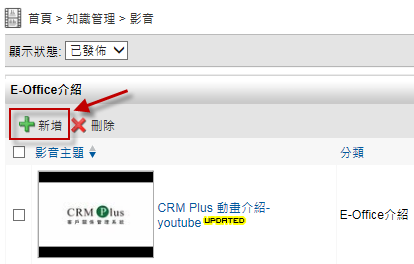 首頁 > 知識管理 > 影音
顯示狀態: 已發佈
E-Office介紹
新增 刪除
影音主題 分類
CRM Plus
客戶關係管理系統
CRM Plus 動畫介紹-
youtube UPDATED
E-Office介紹